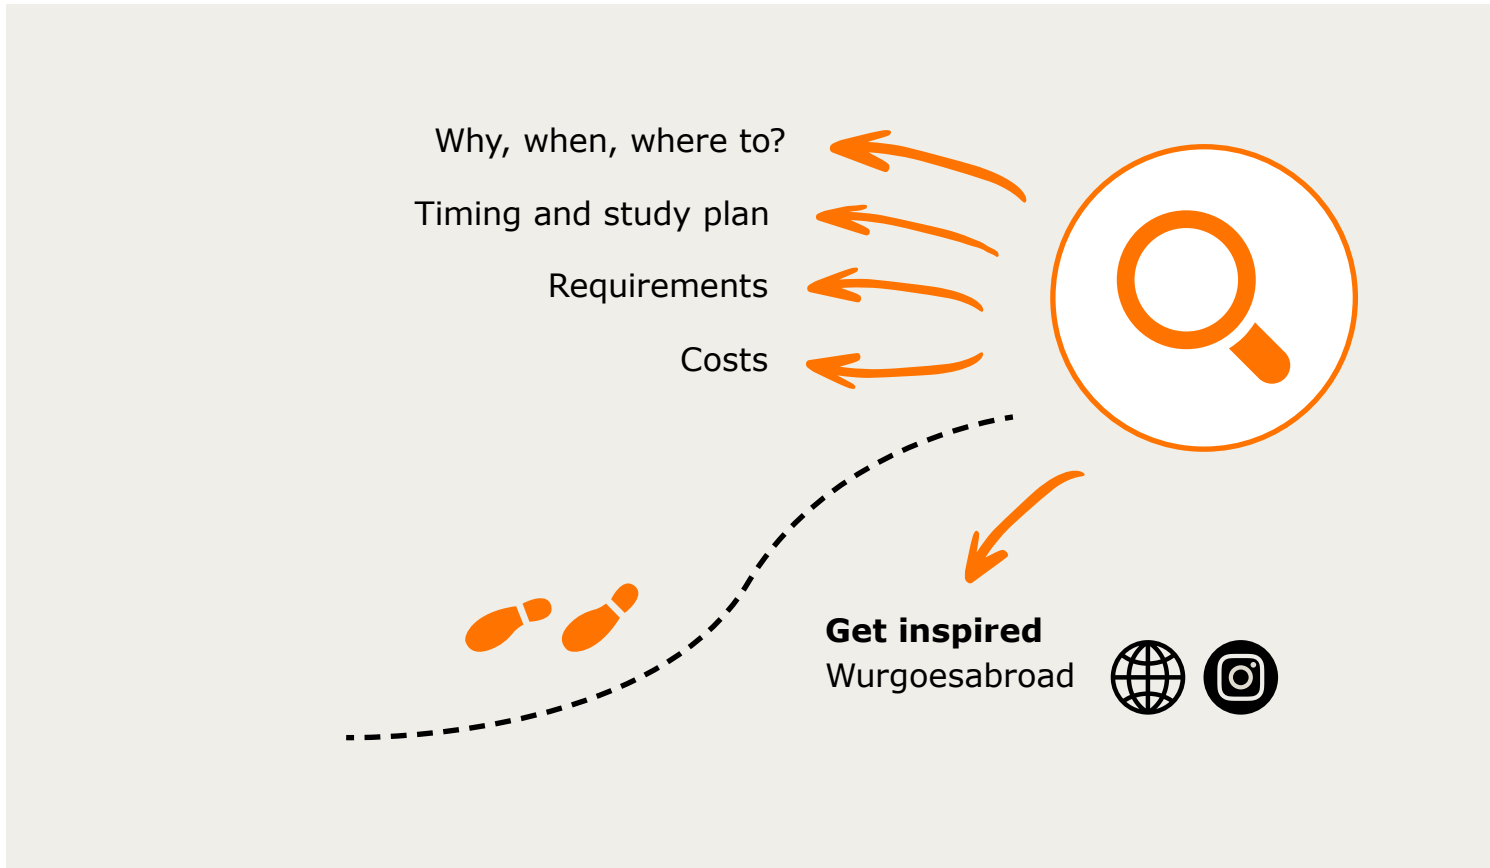 Why, when, where to?
Timing and study plan
Requirements
Costs
Get inspired
Wurgoesabroad